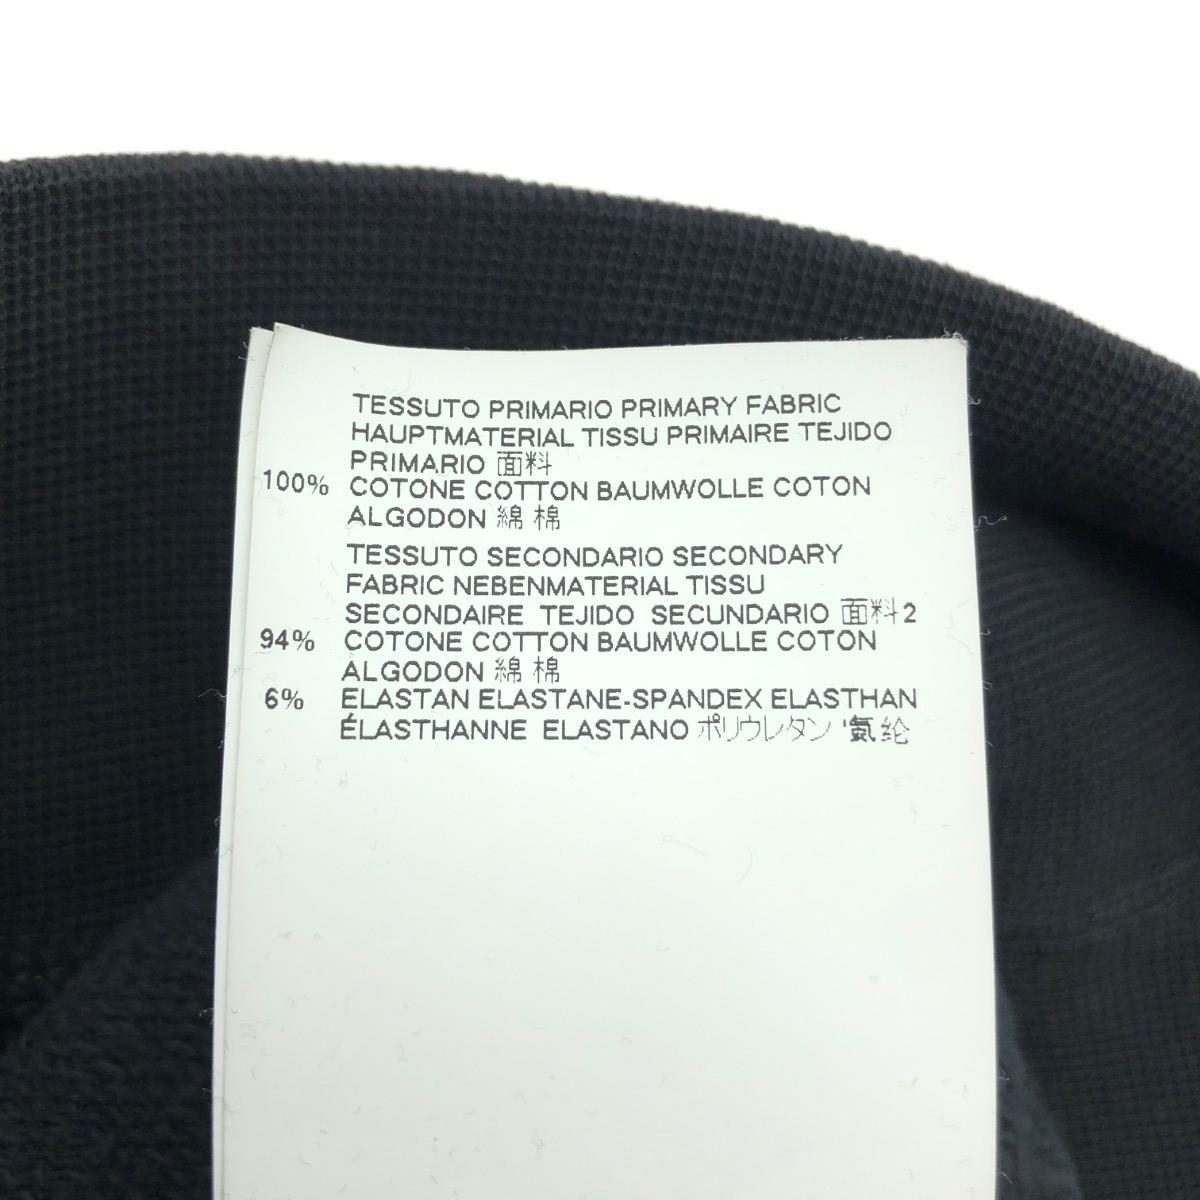 TESSUTO PRIMARIO PRIMARY FABRIC
HAUPTMATERIAL TISSU PRIMAIRE TEJIDO
PRIMARIO 面料
100% COTONE COTTON BAUMWOLLE COTON
ALGODON 綿 棉
TESSUTO SECONDARIO SECONDARY
FABRIC NEBENMATERIAL TISSU
SECONDAIRE TEJIDO SECUNDARIO 面料2
94% COTONE COTTON BAUMWOLLE COTON
ALGODON 綿 棉
6% ELASTAN ELASTANE-SPANDEX ELASTHAN
ÉLASTHANNE ELASTANO ポリウレタン '氨纶